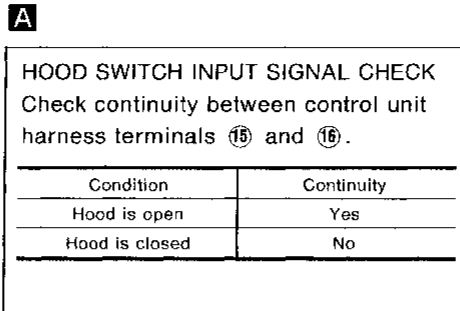 A
HOOD SWITCH INPUT SIGNAL CHECK
Check continuity between control unit
harness terminals ⑮ and ⑯.
Condition Continuity
Hood is open Yes
Hood is closed No